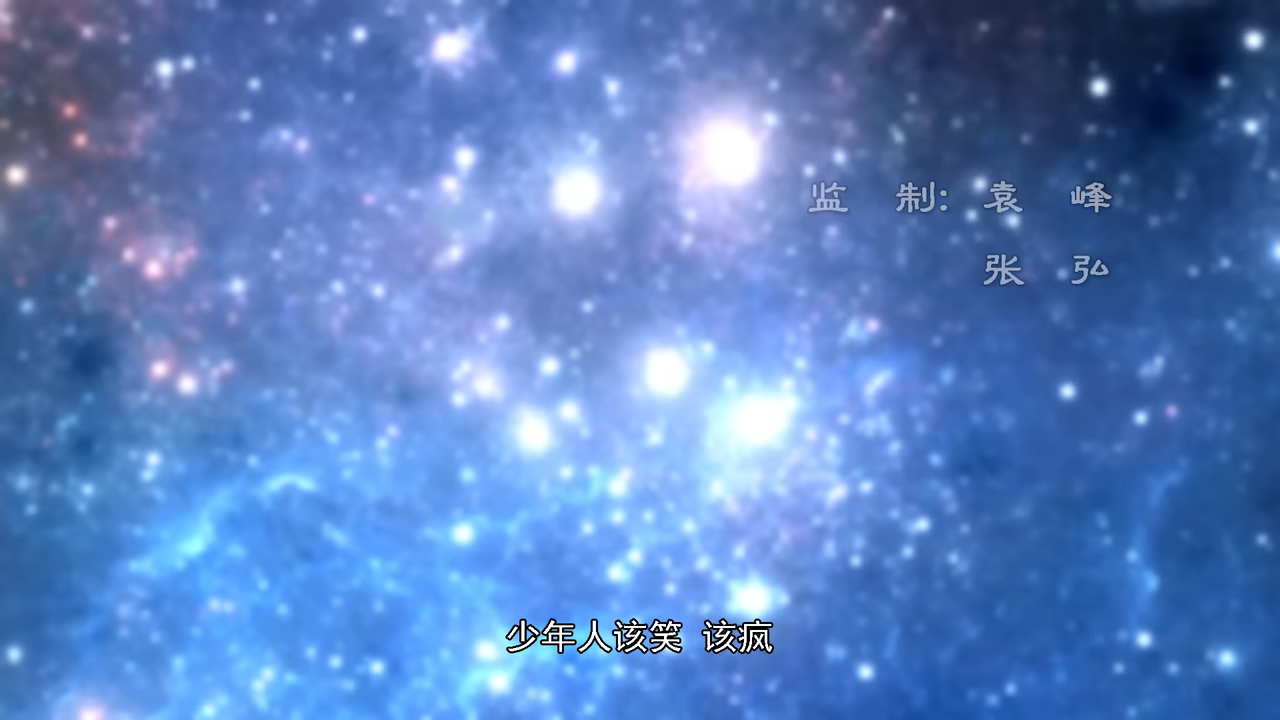 监 制: 袁 峰
张 弘
少年人该笑 该疯